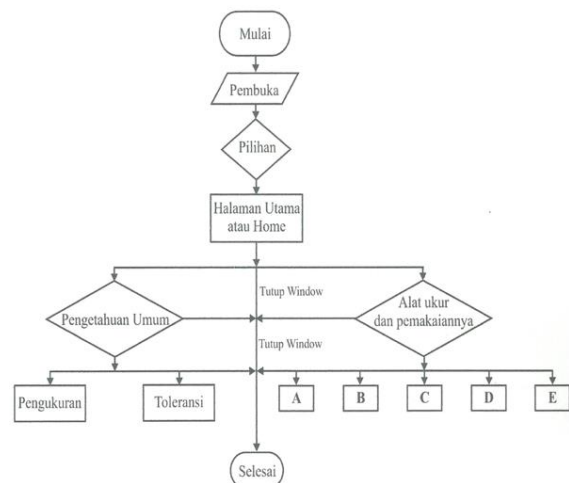 Mulai
Pembuka
Pilihan
Halaman Utama
atau Home
Tutup Window
Pengetahuan Umum
Alat ukur
dan pemakaiannya
Tutup Window
Pengukuran
Toleransi
A
B
C
D
E
Selesai